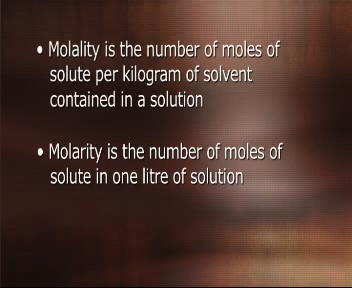 • Molality is the number of moles of
solute per kilogram of solvent
contained in a solution
• Molarity is the number of moles of
solute in one litre of solution